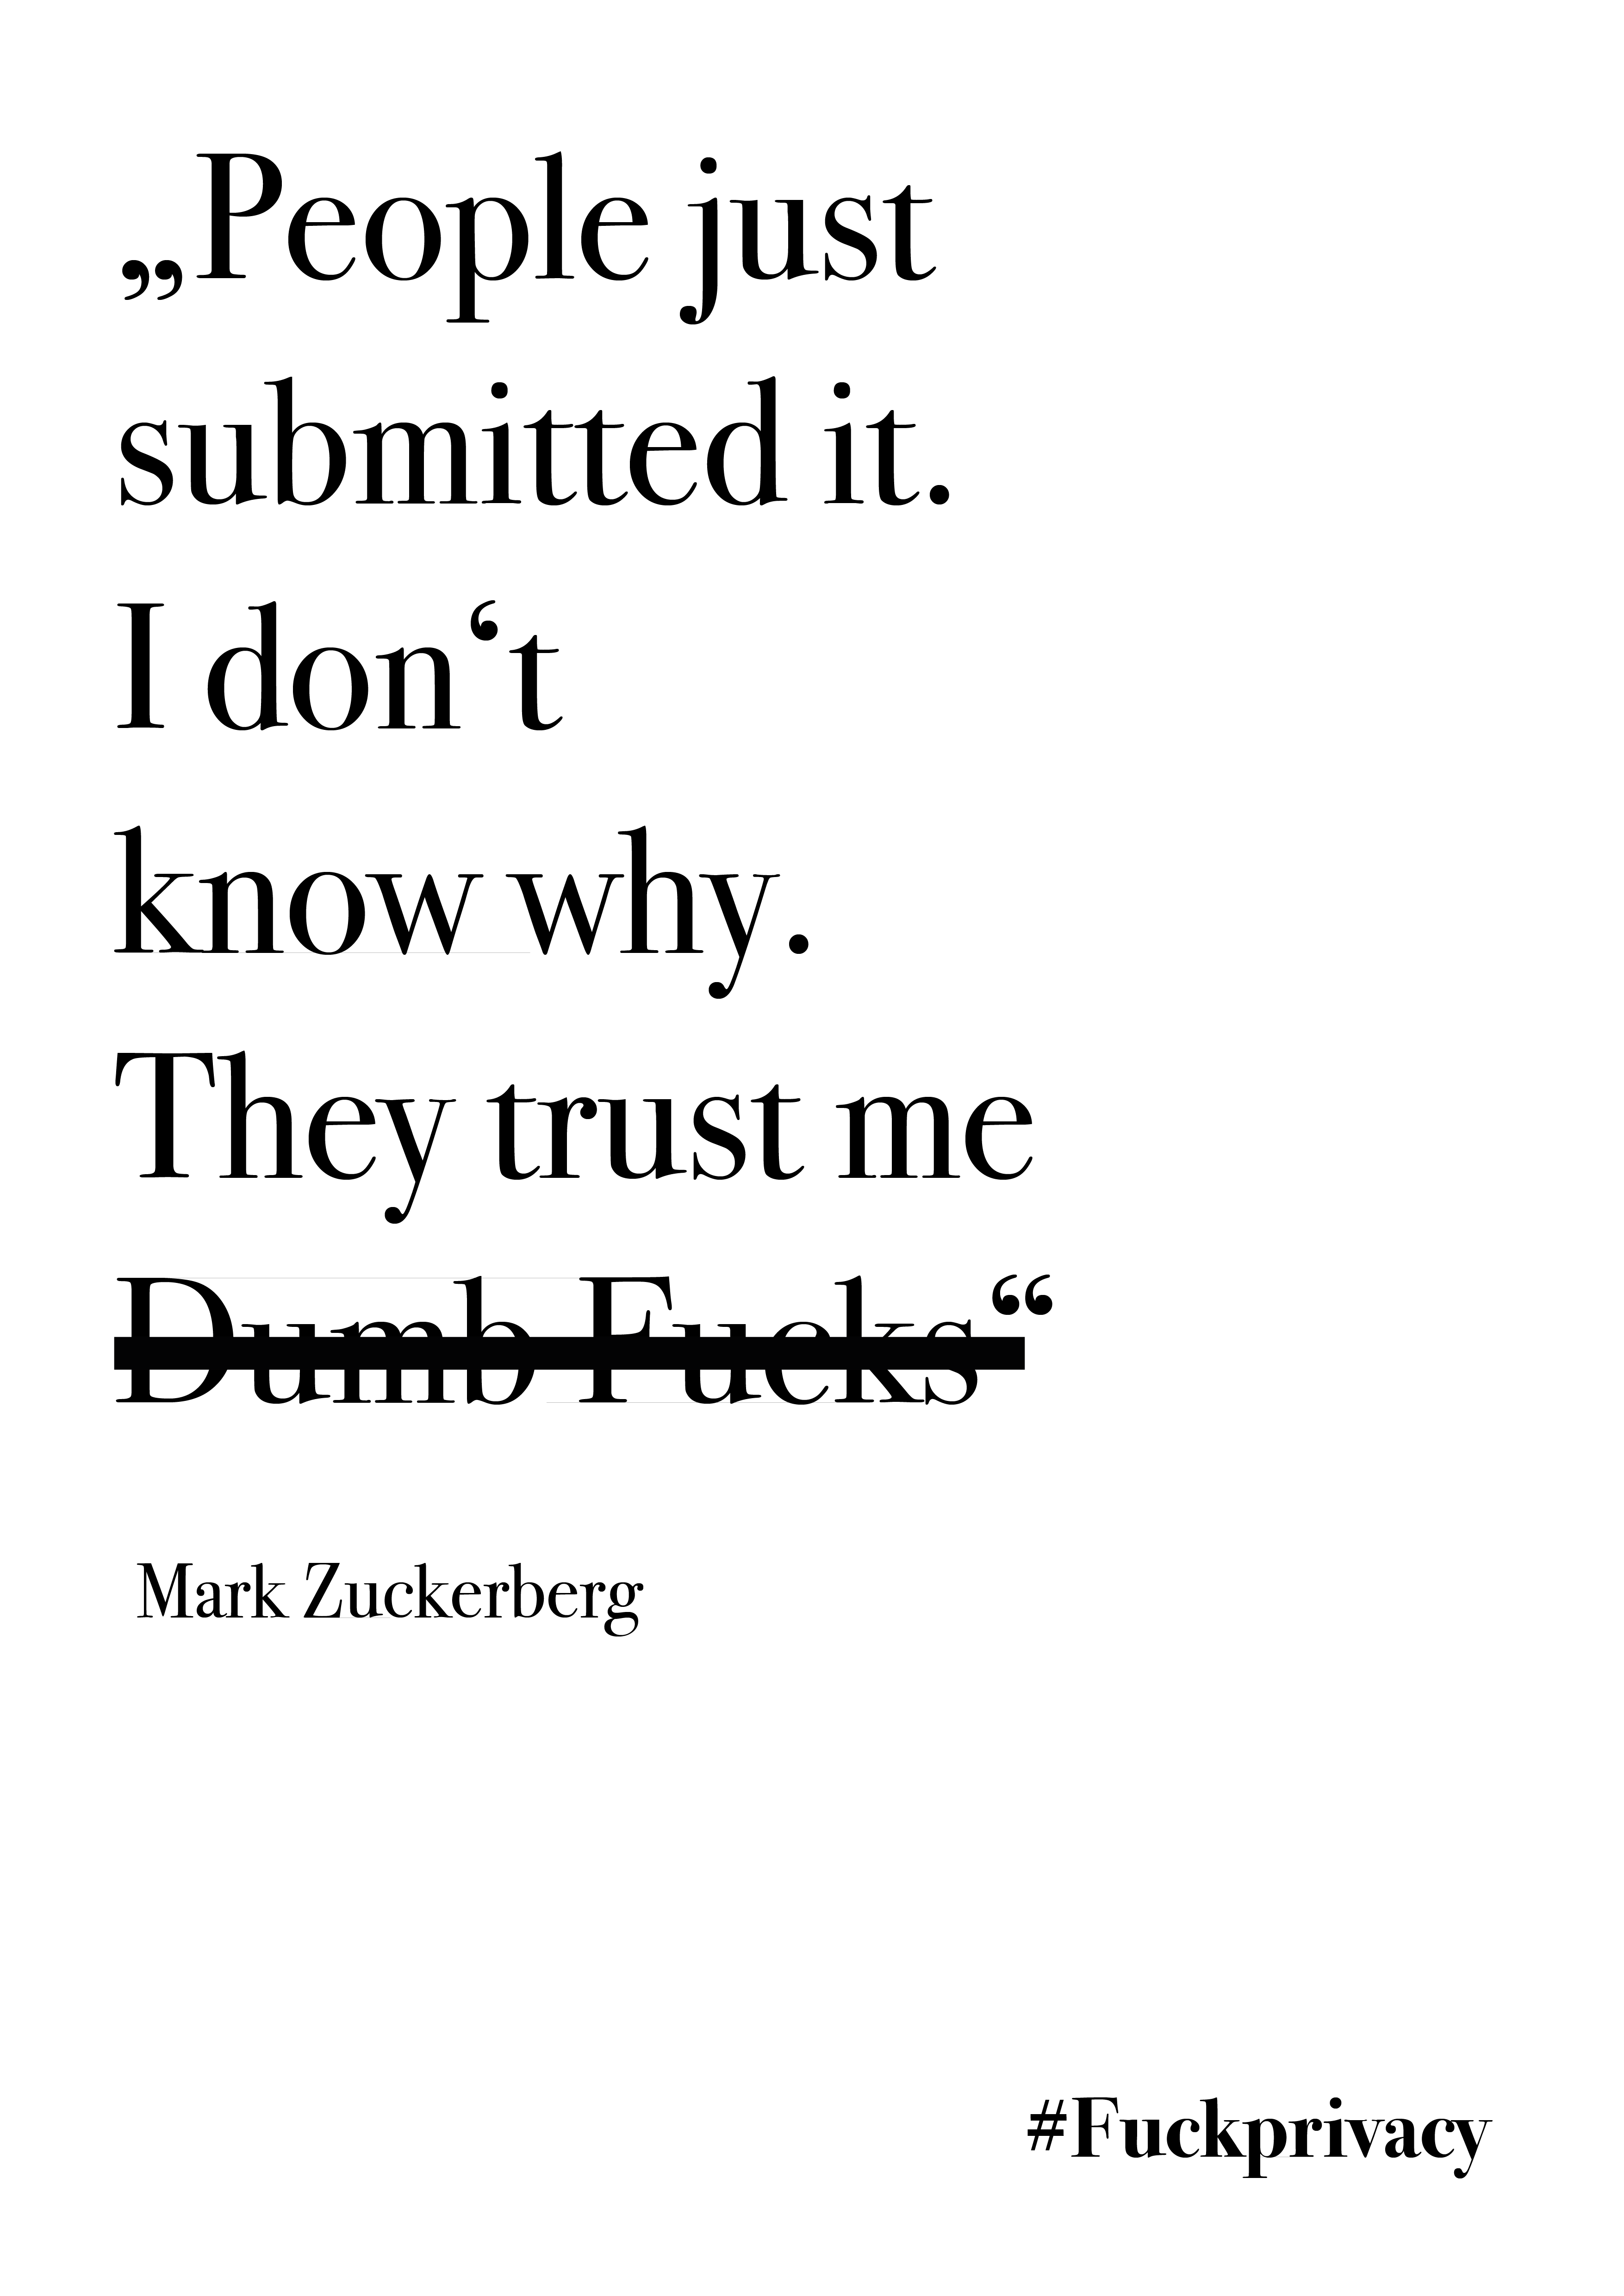 „People just
submitted it.
I don‘t
know why.
They trust me
Dumb Fucks“
Mark Zuckerberg
#Fuckprivacy